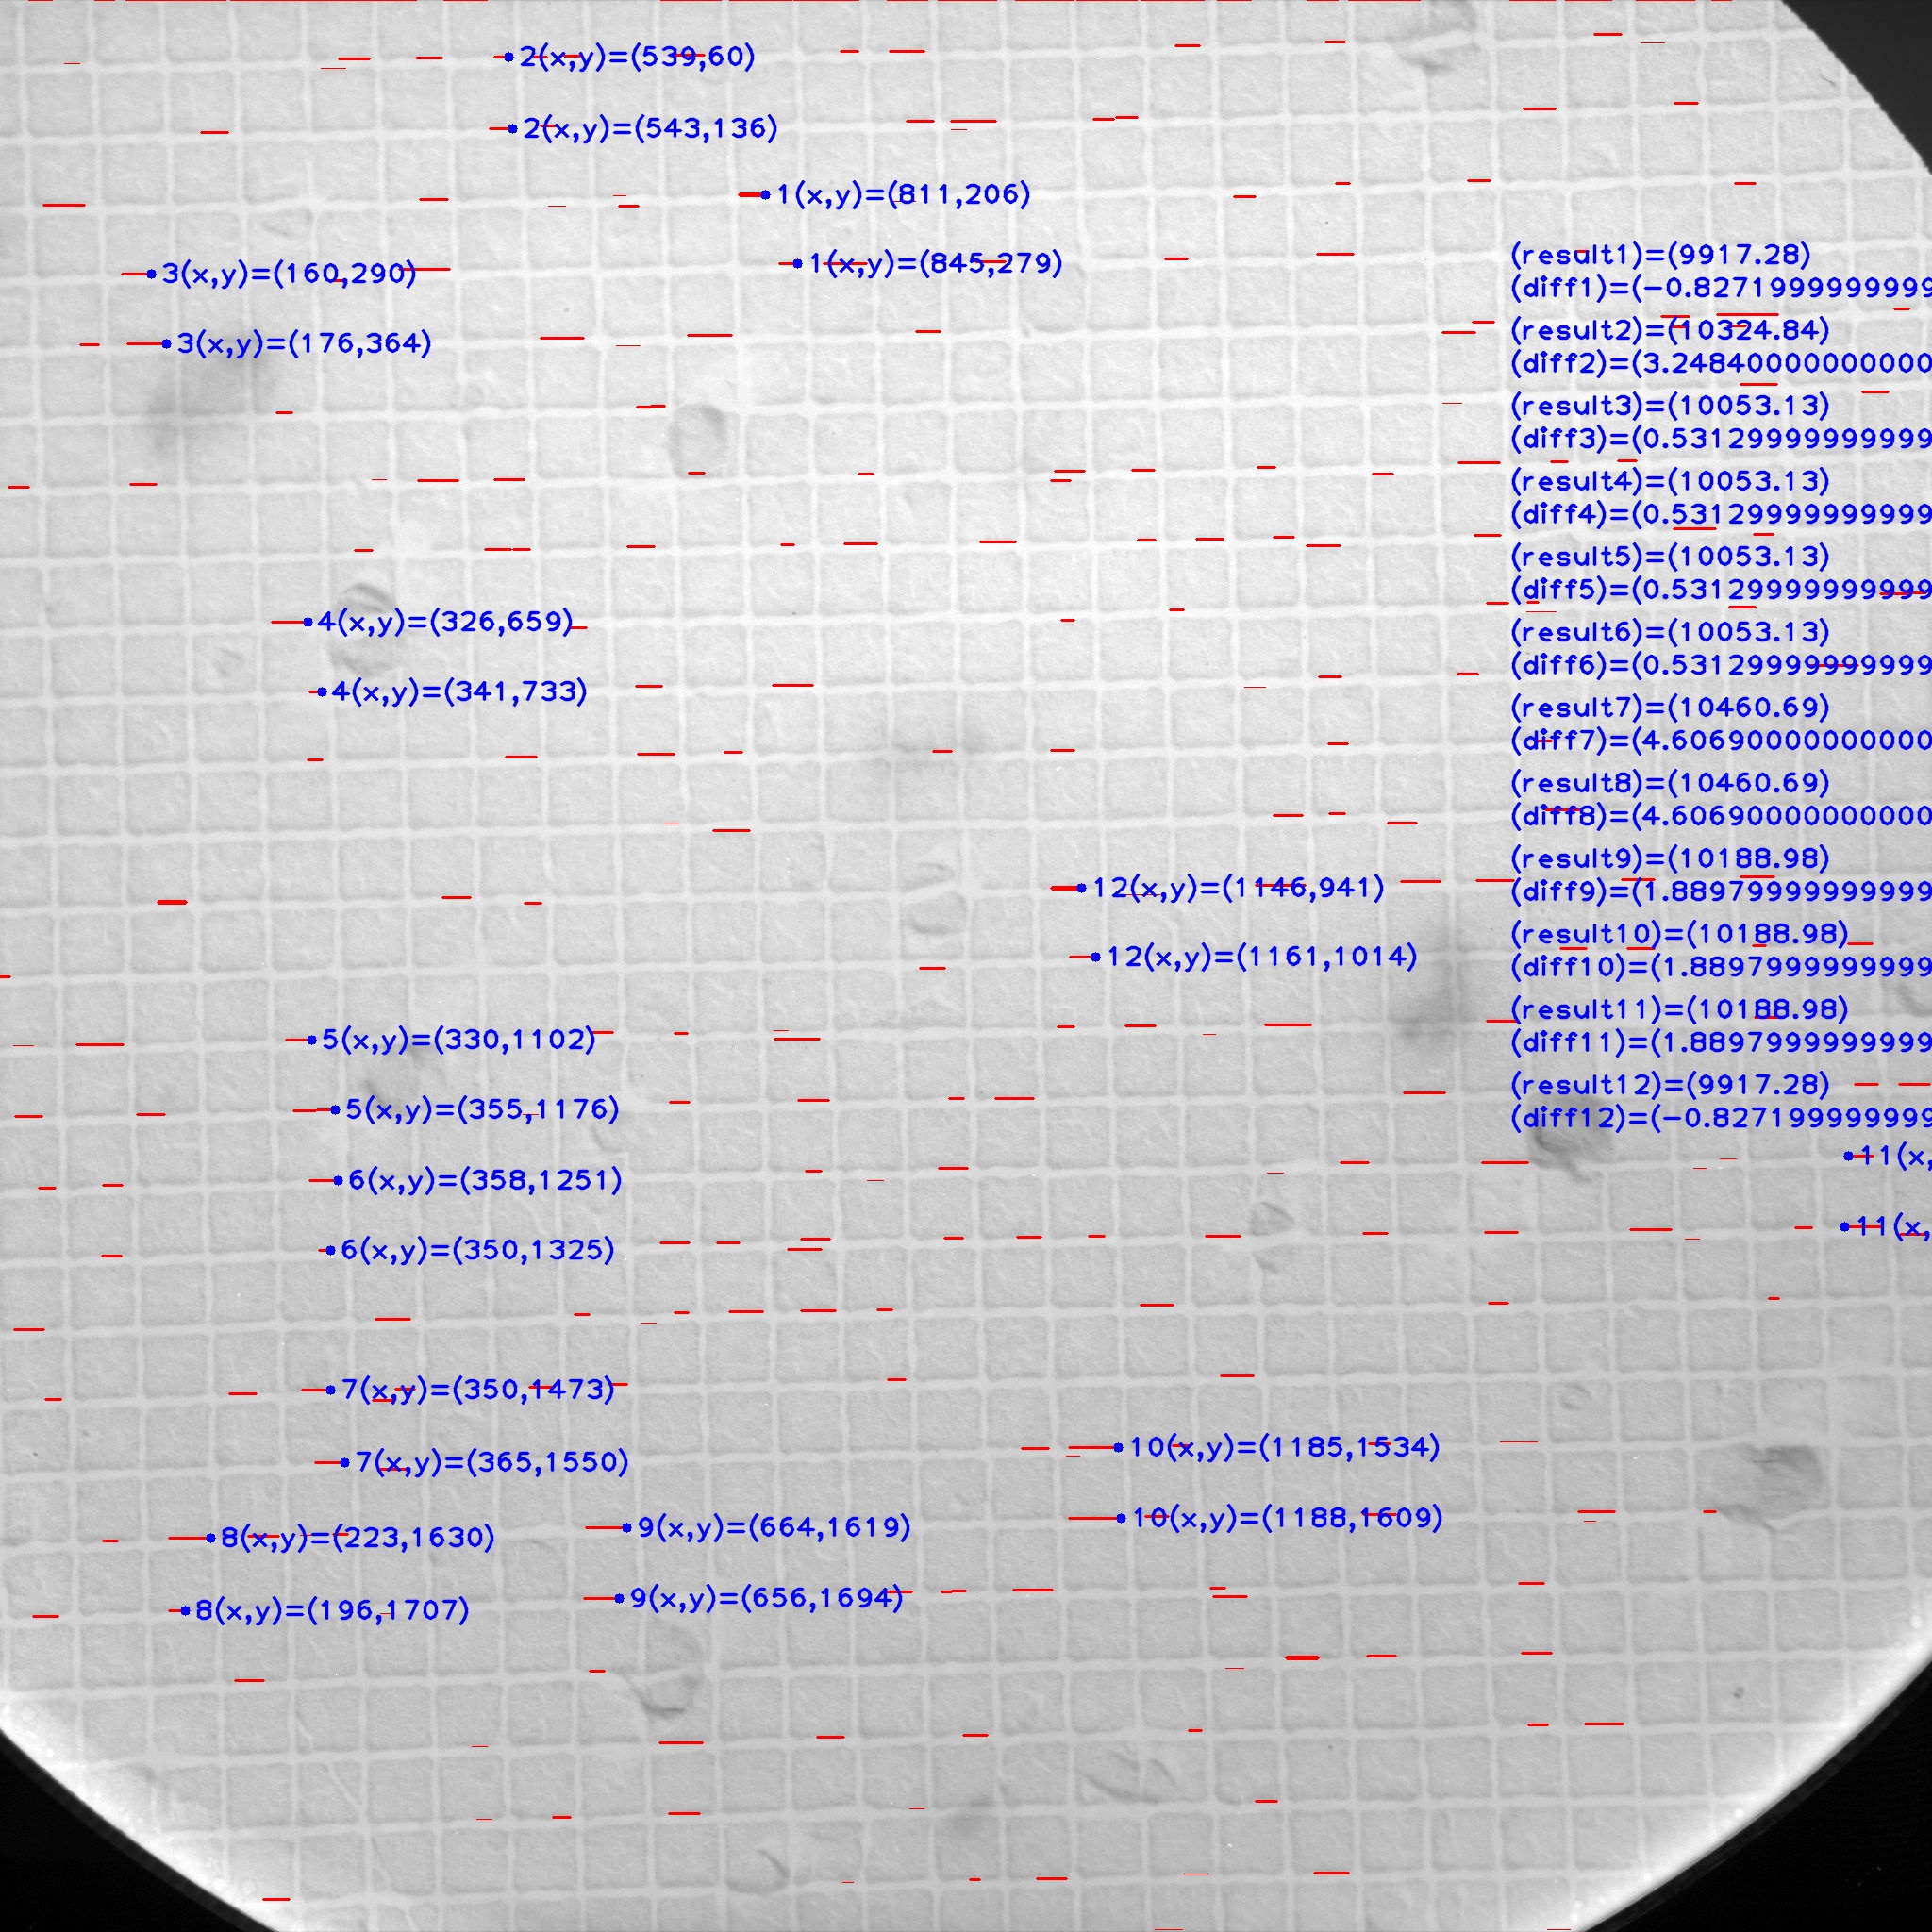 2(x,y)=(539,60)
2(x,y)=(543,136)
1(x,y)=(811,206)
1(x,y)=(845,279)
3(x,y)=(160,290)
3(x,y)=(176,364)
4(x,y)=(326,659)
4(x,y)=(341,733)
12(x,y)=(1146,941)
12(x,y)=(1161,1014)
5(x,y)=(330,1102)
5(x,y)=(355,1176)
6(x,y)=(358,1251)
6(x,y)=(350,1325)
7(x,y)=(350,1473)
7(x,y)=(365,1550)
10(x,y)=(1185,1534)
10(x,y)=(1188,1609)
8(x,y)=(223,1630)
9(x,y)=(664,1619)
8(x,y)=(196,1707)
9(x,y)=(656,1694)
(result1)=(9917.28)
(diff1)=(-0.8271999999999
(result2)=(10324.84)
(diff2)=(3.24840000000000
(result3)=(10053.13)
(diff3)=(0.53129999999999
(result4)=(10053.13)
(diff4)=(0.53129999999999
(result5)=(10053.13)
(diff5)=(0.53129999999999
(result6)=(10053.13)
(diff6)=(0.53129999999999
(result7)=(10460.69)
(diff7)=(4.60690000000000
(result8)=(10460.69)
(diff8)=(4.60690000000000
(result9)=(10188.98)
(diff9)=(1.88979999999999
(result10)=(10188.98)
(diff10)=(1.8897999999999
(result11)=(10188.98)
(diff11)=(1.8897999999999
(result12)=(9917.28)
(diff12)=(-0.827199999999
11(x,
11(x,